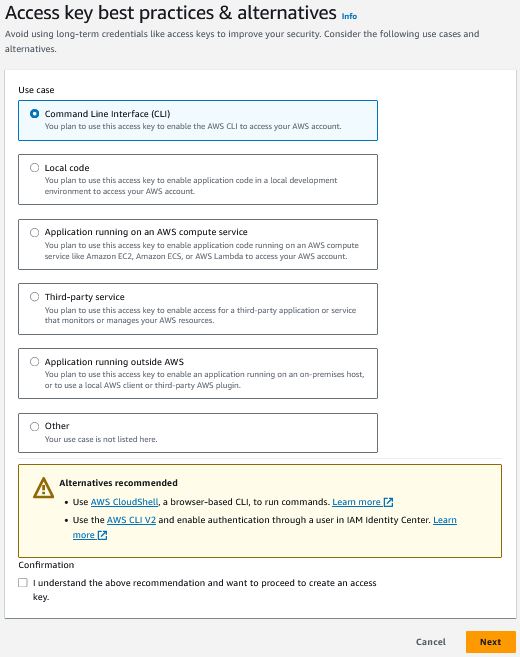 Access key best practices & alternatives Info
Avoid using long-term credentials like access keys to improve your security. Consider the following use cases and
alternatives.
Use case
Command Line Interface (CLI)
You plan to use this access key to enable the AWS CLI to access your AWS account.
Local code
You plan to use this access key to enable application code in a local development
environment to access your AWS account.
Application running on an AWS compute service
You plan to use this access key to enable application code running on an AWS compute
service like Amazon EC2, Amazon ECS, or AWS Lambda to access your AWS account.
Third-party service
You plan to use this access key to enable access for a third-party application or service
that monitors or manages your AWS resources.
Application running outside AWS
You plan to use this access key to enable an application running on an on-premises host,
or to use a local AWS client or third-party AWS plugin.
Other
Your use case is not listed here.
Alternatives recommended
• Use AWS CloudShell, a browser-based CLI, to run commands. Learn more
• Use the AWS CLI V2 and enable authentication through a user in IAM Identity Center. Learn
more
Confirmation
I understand the above recommendation and want to proceed to create an access
key.
Cancel Next